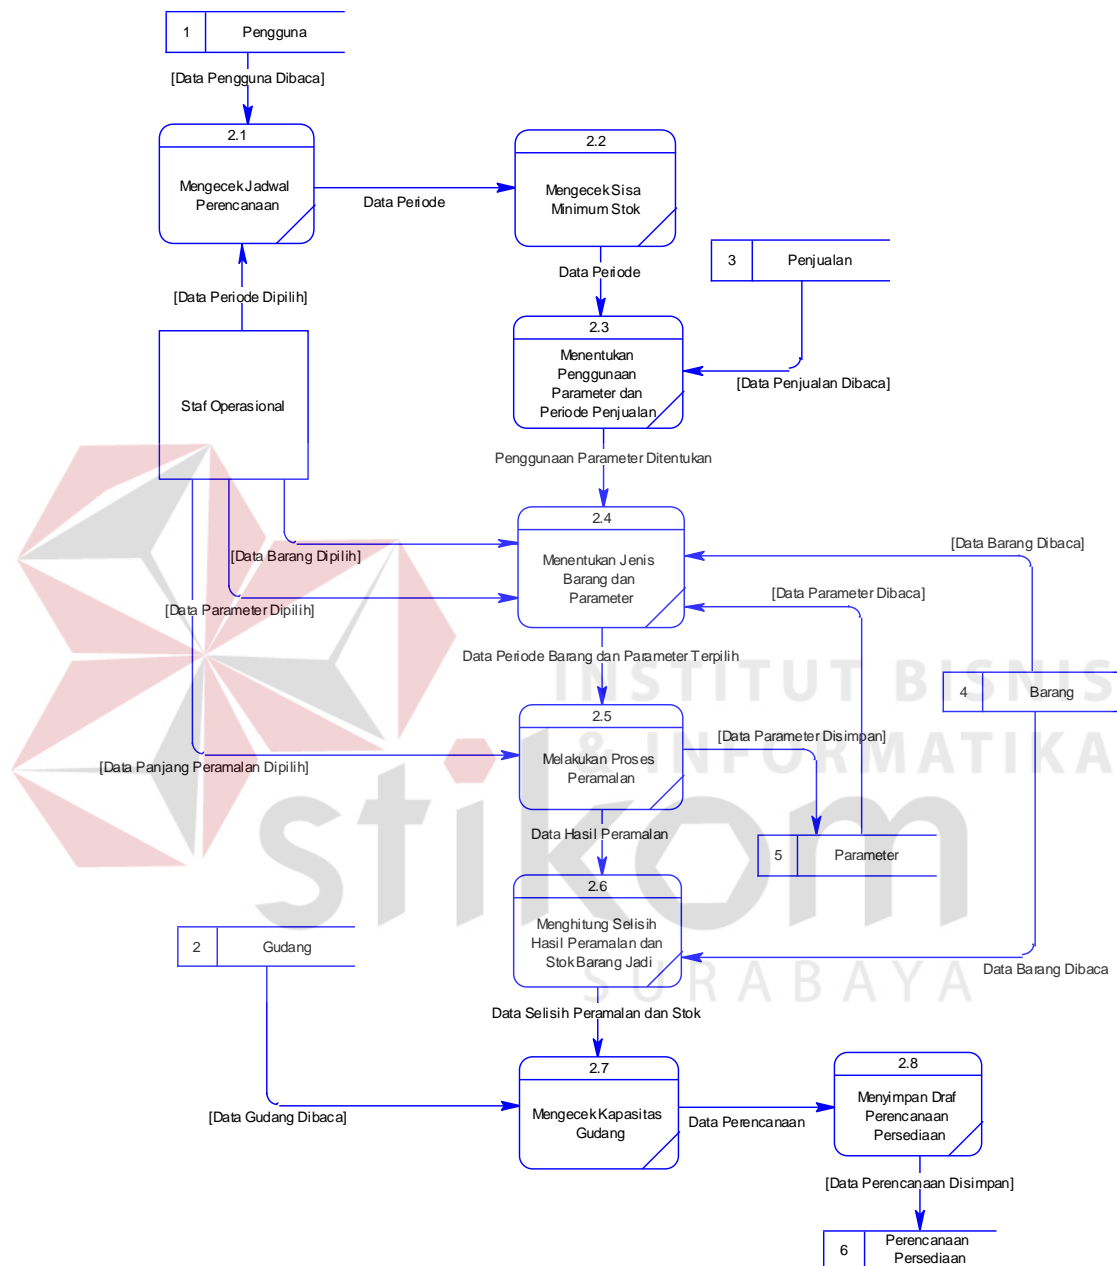 1 Pengguna
[Data Pengguna Dibaca]
2.1
Mengecek Jadwal
Perencanaan
Data Periode
2.2
Mengecek Sisa
Minimum Stok
[Data Periode Dipilih]
Data Periode
3 Penjualan
2.3
Menentukan
Penggunaan
Parameter dan
Periode Penjualan
[Data Penjualan Dibaca]
Staf Operasional
Penggunaan Parameter Ditentukan
2.4
Menentukan Jenis
Barang dan
Parameter
[Data Barang Dipilih]
[Data Parameter Dipilih]
[Data Barang Dibaca]
[Data Parameter Dibaca]
Data Periode Barang dan Parameter Terpilih
INSTITUT BISNIS
& INFORMATIKA
stikom
SURABAYA
4 Barang
2.5
Melakukan Proses
Peramalan
[Data Parameter Disimpan]
[Data Panjang Peramalan Dipilih]
Data Hasil Peramalan
5 Parameter
2.6
Menghitung Selisih
Hasil Peramalan dan
Stok Barang Jadi
2 Gudang
Data Barang Dibaca
Data Selisih Peramalan dan Stok
2.7
Mengecek Kapasitas
Gudang
[Data Gudang Dibaca]
Data Perencanaan
2.8
Menyimpan Draf
Perencanaan
Persediaan
[Data Perencanaan Disimpan]
6 Perencanaan
Persediaan